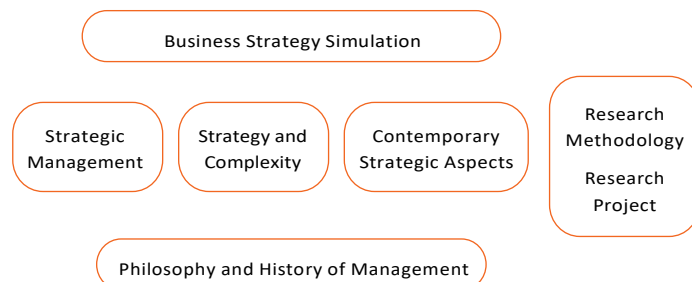 Business Strategy Simulation
Strategic
Management
Strategy and
Complexity
Contemporary
Strategic Aspects
Research
Methodology
Research
Project
Philosophy and History of Management